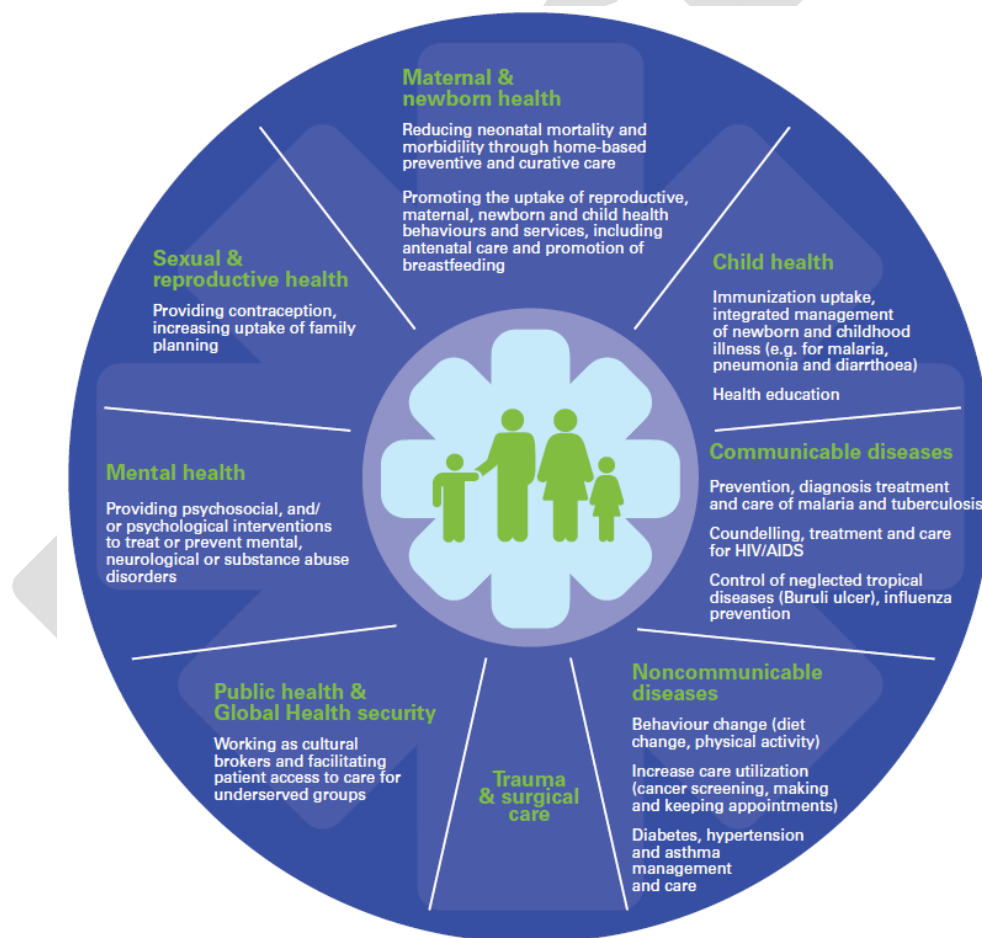 Maternal &
newborn health
Reducing neonatal mortality and
morbidility through home-based
preventive and curative care
Promoting the uptake of reproductive,
maternal, newborn and child health
behaviours and services, including
antenatal care and promotion of
breastfeeding
Child health
Immunization uptake,
integrated management
of newborn and childhood
illness (e.g. for malaria,
pneumonia and diarrhoea)
Health education
Communicable diseases
Prevention, diagnosis treatment
and care of malaria and tuberculosis
Coundelling, treatment and care
for HIV/AIDS
Control of neglected tropical
diseases (Buruli ulcer), influenza
prevention
Noncommunicable
diseases
Behaviour change (diet
change, physical activity)
Increase care utilization
(cancer screening, making
and keeping appointments)
Diabetes, hypertension
and asthma
management
and care
Trauma
& surgical
care
Public health &
Global Health security
Working as cultural
brokers and facilitating
patient access to care for
underserved groups
Mental health
Providing psychosocial, and/
or psychological interventions
to treat or prevent mental,
neurological or substance abuse
disorders
Sexual &
reproductive health
Providing contraception,
increasing uptake of family
planning